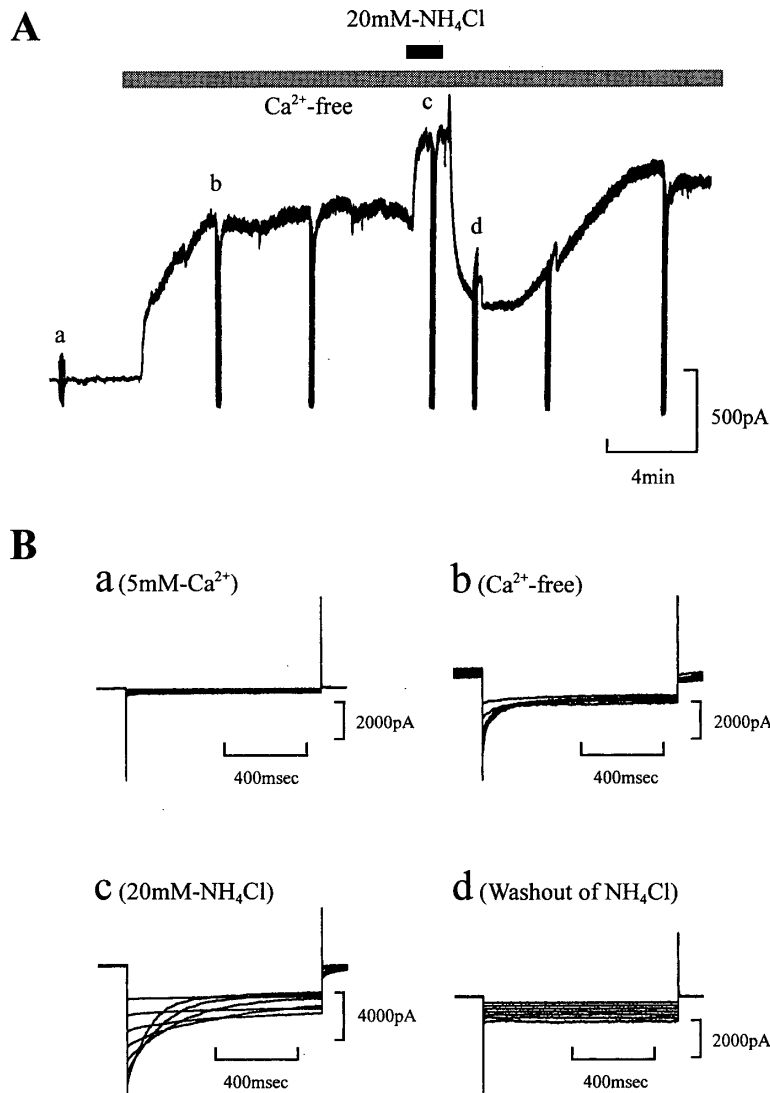 A
20mM-NH₄Cl
Ca²⁺-free
c
b
d
a
500pA
4min
B
a (5mM-Ca²⁺)
b (Ca²⁺-free)
2000pA
2000pA
400msec
400msec
c (20mM-NH₄Cl)
d (Washout of NH₄Cl)
4000pA
2000pA
400msec
400msec